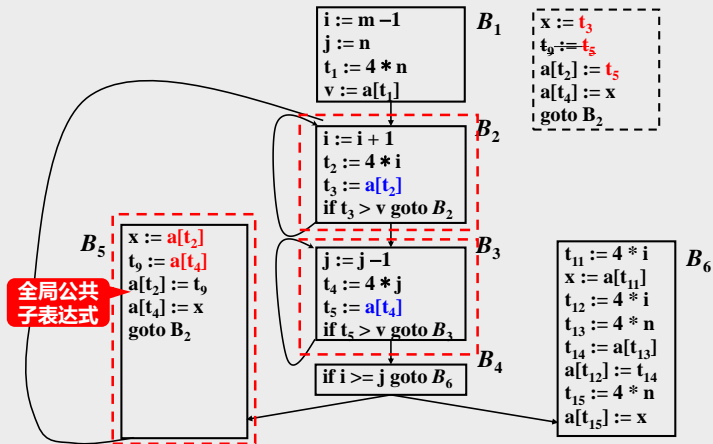 i := m −1
j := n
t₁ := 4 * n
v := a[t₁]
B₁
x := t₃
t₉ := t₅
a[t₂] := t₅
a[t₄] := x
goto B₂
B₂
i := i + 1
t₂ := 4 * i
t₃ := a[t₂]
if t₃ > v goto B₂
B₅
x := a[t₂]
t₉ := a[t₄]
a[t₂] := t₉
a[t₄] := x
goto B₂
全局公共
子表达式
B₃
j := j −1
t₄ := 4 * j
t₅ := a[t₄]
if t₅ > v goto B₃
B₄
if i >= j goto B₆
B₆
t₁₁ := 4 * i
x := a[t₁₁]
t₁₂ := 4 * i
t₁₃ := 4 * n
t₁₄ := a[t₁₃]
a[t₁₂] := t₁₄
t₁₅ := 4 * n
a[t₁₅] := x